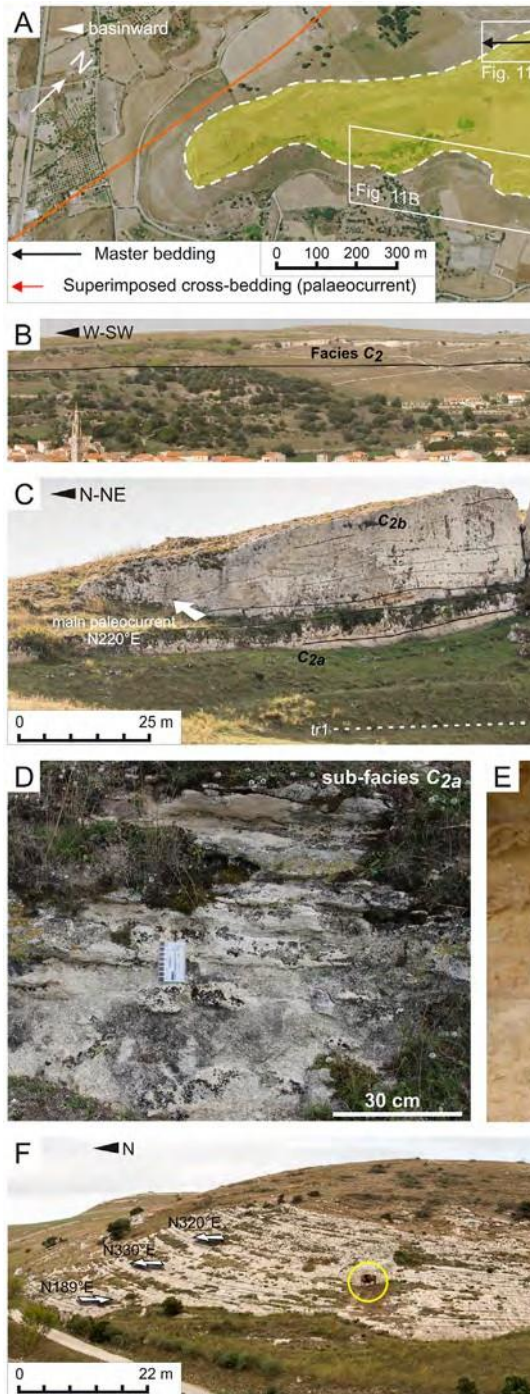 A
basinward
N
Fig. 11
Fig. 11B
Master bedding
0 100 200 300 m
Superimposed cross-bedding (palaeocurrent)
B
W-SW
Facies C2
C
N-NE
C2b
main paleocurrent
N220°E
C2a
0 25 m
tr1
D
sub-facies C2a
E
30 cm
F
N
N320°E
N330°E
N189°E
0 22 m